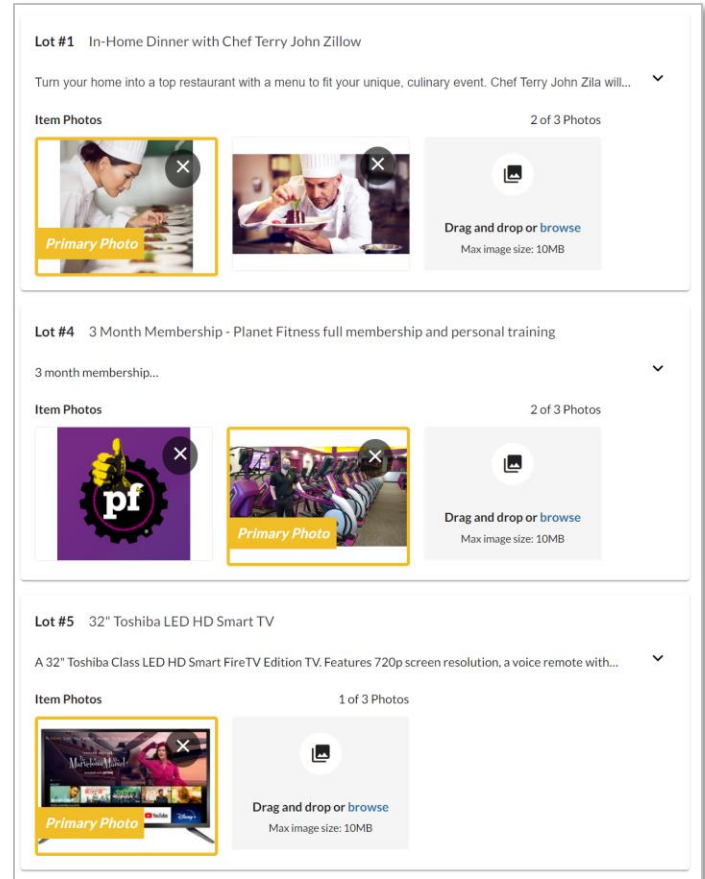 Lot #1 In-Home Dinner with Chef Terry John Zillow
Turn your home into a top restaurant with a menu to fit your unique, culinary event. Chef Terry John Zila will...
Item Photos 2 of 3 Photos
Primary Photo
Drag and drop or browse
Max image size: 10MB
Lot #4 3 Month Membership - Planet Fitness full membership and personal training
3 month membership...
Item Photos 2 of 3 Photos
pf
Primary Photo
Drag and drop or browse
Max image size: 10MB
Lot #5 32" Toshiba LED HD Smart TV
A 32" Toshiba Class LED HD Smart FireTV Edition TV. Features 720p screen resolution, a voice remote with...
Item Photos 1 of 3 Photos
Primary Photo
Drag and drop or browse
Max image size: 10MB